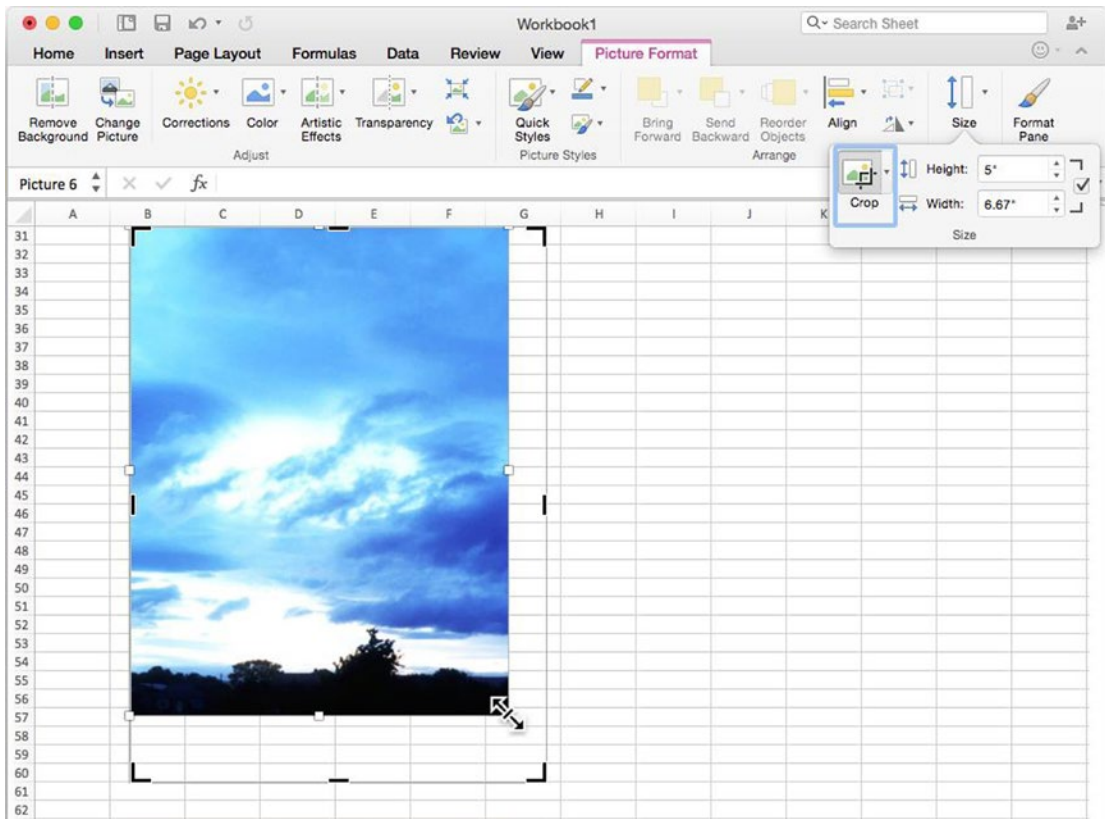 Workbook1
Search Sheet
Home Insert Page Layout Formulas Data Review View Picture Format
Remove Background
Change Picture
Corrections
Color
Artistic Effects
Transparency
Adjust
Quick Styles
Picture Styles
Bring Forward
Send Backward
Reorder Objects
Align
Arrange
Size
Format Pane
Picture 6
fx
Crop
Height: 5"
Width: 6.67"
Size
A B C D E F G H I J K
31
32
33
34
35
36
37
38
39
40
41
42
43
44
45
46
47
48
49
50
51
52
53
54
55
56
57
58
59
60
61
62